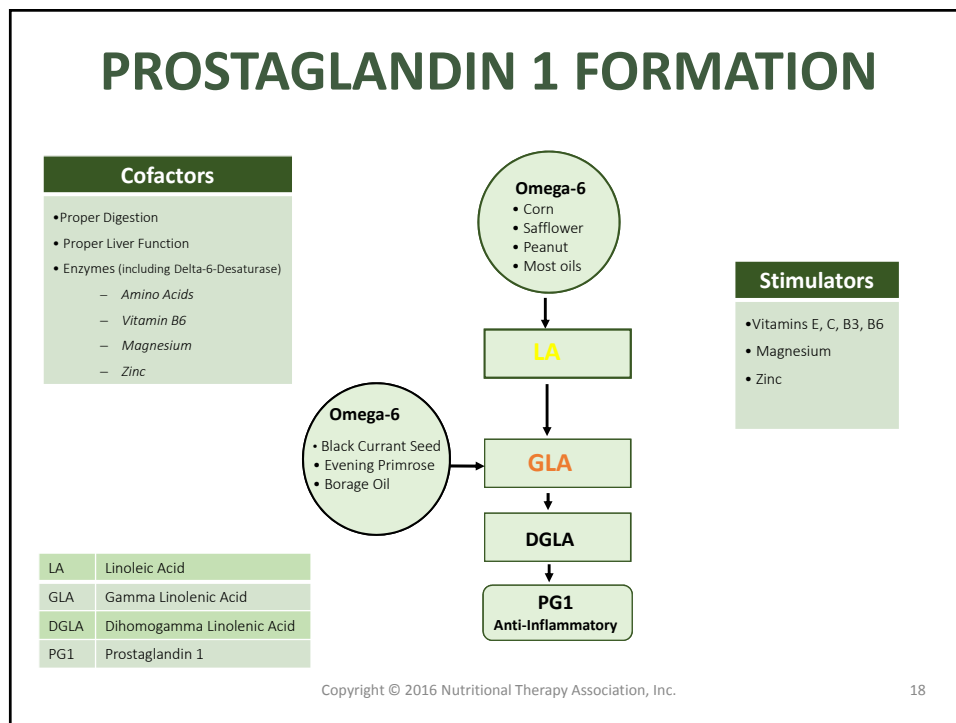 PROSTAGLANDIN 1 FORMATION
Cofactors
•Proper Digestion
• Proper Liver Function
• Enzymes (including Delta-6-Desaturase)
– Amino Acids
– Vitamin B6
– Magnesium
– Zinc
Omega-6
• Corn
• Safflower
• Peanut
• Most oils
Stimulators
•Vitamins E, C, B3, B6
• Magnesium
• Zinc
LA
Omega-6
• Black Currant Seed
• Evening Primrose
• Borage Oil
GLA
DGLA
PG1
Anti-Inflammatory
LA Linoleic Acid
GLA Gamma Linolenic Acid
DGLA Dihomogamma Linolenic Acid
PG1 Prostaglandin 1
Copyright © 2016 Nutritional Therapy Association, Inc. 18